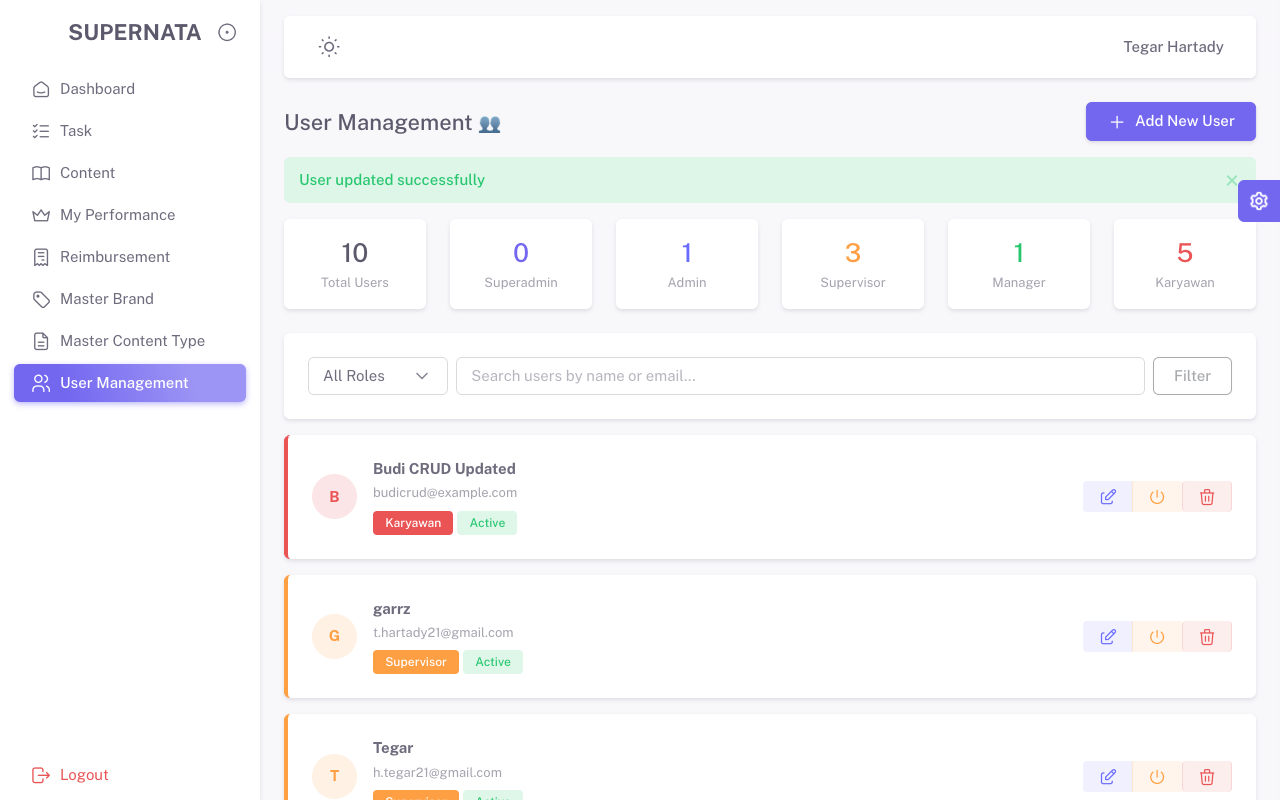 SUPERNATA
Dashboard
Task
Content
My Performance
Reimbursement
Master Brand
Master Content Type
User Management
Logout
Tegar Hartady
User Management
Add New User
User updated successfully
10
Total Users
0
Superadmin
1
Admin
3
Supervisor
1
Manager
5
Karyawan
All Roles
Search users by name or email...
Filter
B
Budi CRUD Updated
budicrud@example.com
Karyawan Active
G
garrz
t.hartady21@gmail.com
Supervisor Active
T
Tegar
h.tegar21@gmail.com
Supervisor Active